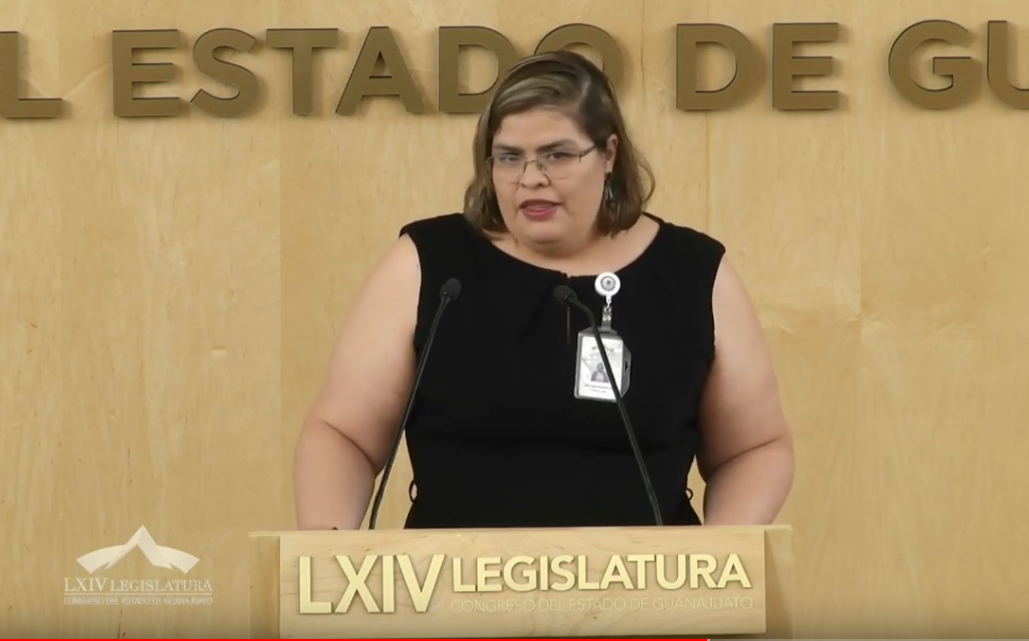 L ESTADO DE GU
LXIV LEGISLATURA
CONGRESO DEL ESTADO DE GUANAJUATO
LXIV LEGISLATURA
CONGRESO DEL ESTADO DE GUANAJUATO